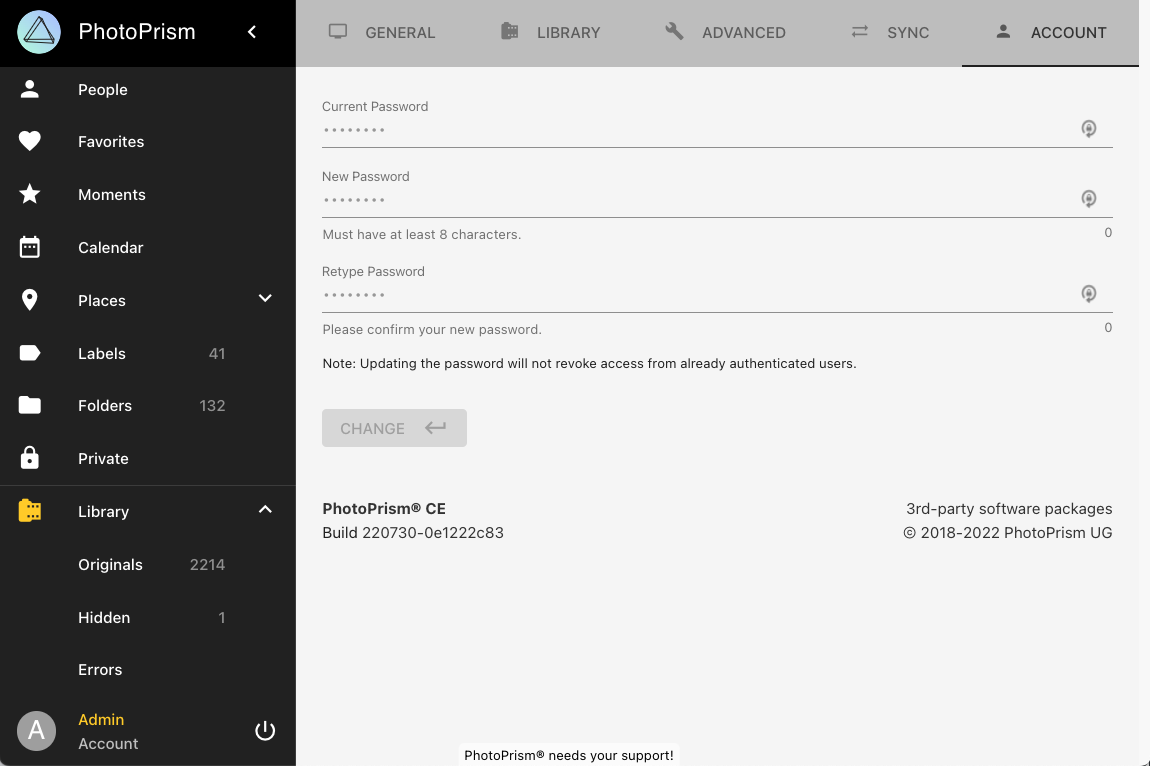 PhotoPrism
People
Favorites
Moments
Calendar
Places
Labels 41
Folders 132
Private
Library
Originals 2214
Hidden 1
Errors
A
Admin
Account
GENERAL LIBRARY ADVANCED SYNC ACCOUNT
Current Password
••••••••
New Password
••••••••
Must have at least 8 characters. 0
Retype Password
••••••••
Please confirm your new password. 0
Note: Updating the password will not revoke access from already authenticated users.
CHANGE
PhotoPrism® CE 3rd-party software packages
Build 220730-0e1222c83 © 2018-2022 PhotoPrism UG
PhotoPrism® needs your support!